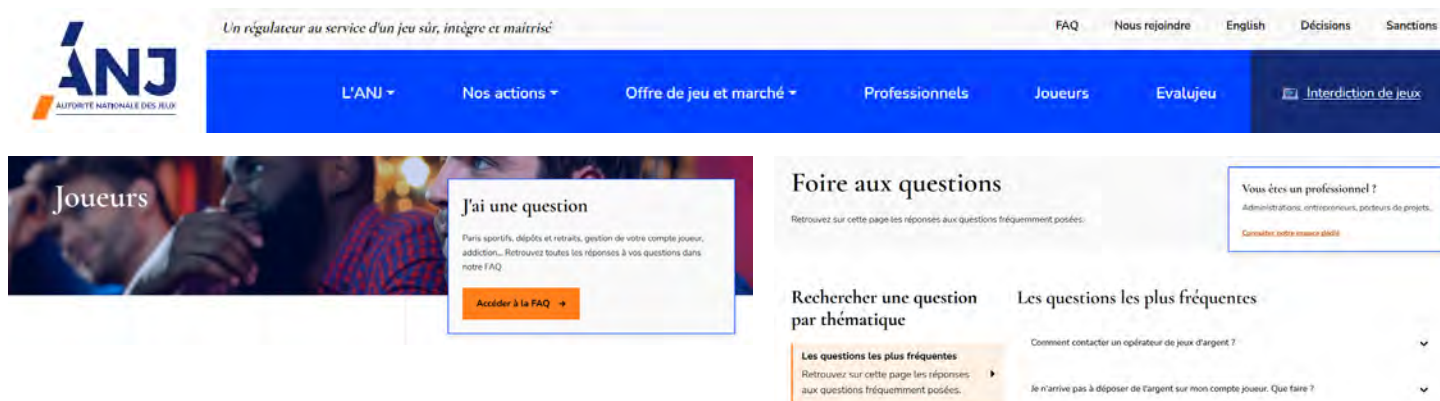 Un régulateur au service d'un jeu sûr, intègre et maîtrisé
FAQ Nous rejoindre English Décisions Sanctions
ANJ
AUTORITÉ NATIONALE DES JEUX
L'ANJ Nos actions Offre de jeu et marché Professionnels Joueurs Evalujeu Interdiction de jeux
Joueurs
J'ai une question
Paris sportifs, dépôts et retraits, gestion de votre compte joueur,
addiction... Retrouvez toutes les réponses à vos questions dans
notre FAQ
Accéder à la FAQ →
Foire aux questions
Retrouvez sur cette page les réponses aux questions fréquemment posées.
Vous êtes un professionnel ?
Administrations, entrepreneurs, porteurs de projets..
Consulter notre espace dédié
Rechercher une question
par thématique
Les questions les plus fréquentes
Retrouvez sur cette page les réponses
aux questions fréquemment posées.
Les questions les plus fréquentes
Comment contacter un opérateur de jeux d'argent ?
Je n'arrive pas à déposer de l'argent sur mon compte joueur. Que faire ?